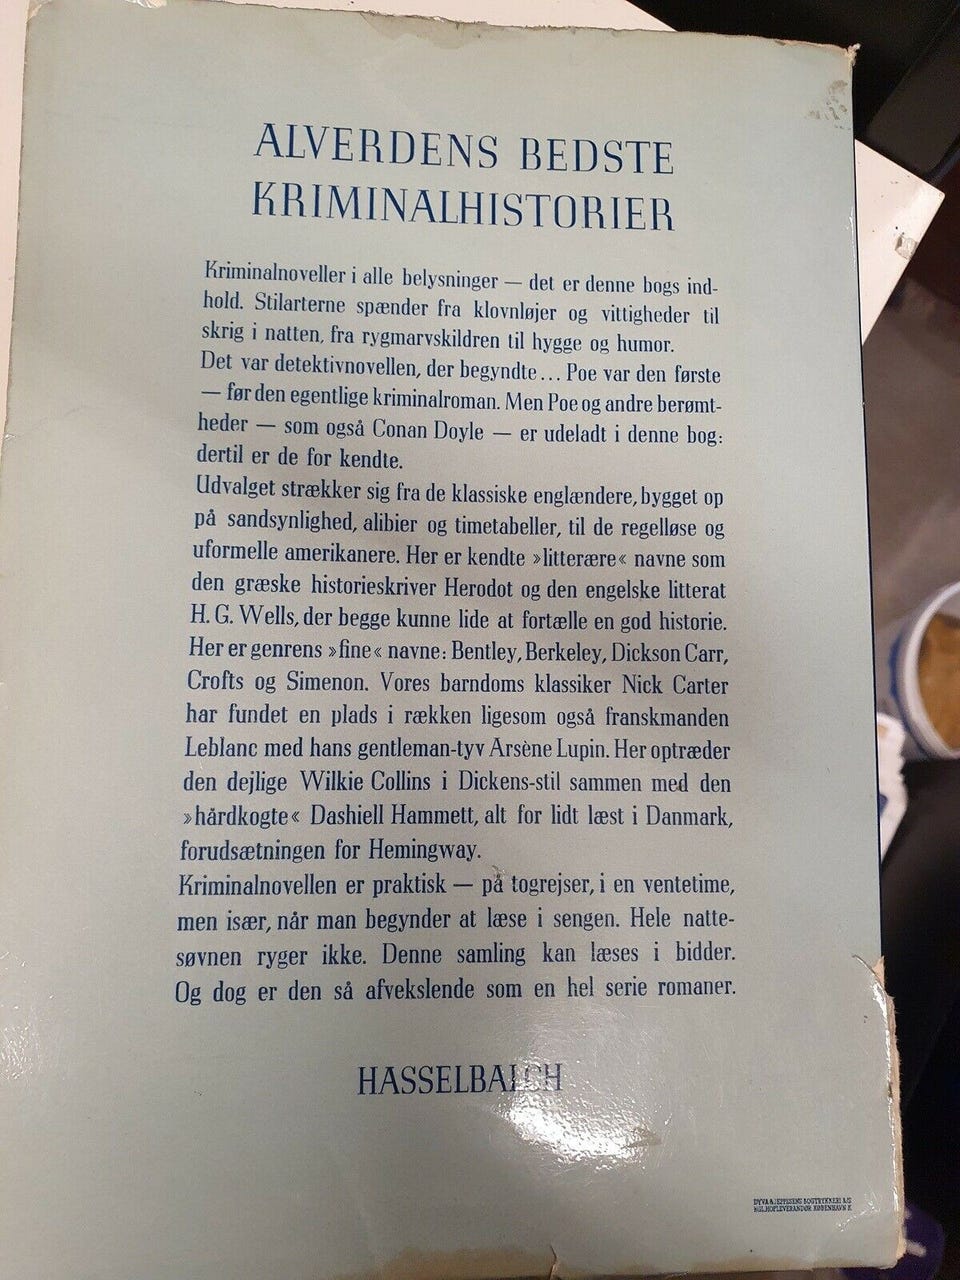 ALVERDENS BEDSTE
KRIMINALHISTORIER
Kriminalnoveller i alle belysninger — det er denne bogs ind-
hold. Stilarterne spænder fra klovnløjer og vittigheder til
skrig i natten, fra rygmarvskildren til hygge og humor.
Det var detektivnovellen, der begyndte... Poe var den første
— før den egentlige kriminalroman. Men Poe og andre berømt-
heder — som også Conan Doyle — er udeladt i denne bog:
dertil er de for kendte.
Udvalget strækker sig fra de klassiske englændere, bygget op
på sandsynlighed, alibier og timetabeller, til de regelløse og
uformelle amerikanere. Her er kendte »litterære« navne som
den græske historieskriver Herodot og den engelske litterat
H. G. Wells, der begge kunne lide at fortælle en god historie.
Her er genrens »fine« navne: Bentley, Berkeley, Dickson Carr,
Crofts og Simenon. Vores barndoms klassiker Nick Carter
har fundet en plads i rækken ligesom også franskmanden
Leblanc med hans gentleman-tyv Arsène Lupin. Her optræder
den dejlige Wilkie Collins i Dickens-stil sammen med den
»hårdkogte« Dashiell Hammett, alt for lidt læst i Danmark,
forudsætningen for Hemingway.
Kriminalnovellen er praktisk — på togrejser, i en ventetime,
men især, når man begynder at læse i sengen. Hele natte-
søvnen ryger ikke. Denne samling kan læses i bidder.
Og dog er den så afvekslende som en hel serie romaner.
HASSELBALCH
DYVA & JEPPESENS BOGTRYKKERI A/S
KGL. HOFLEVERANDØR KØBENHAVN K